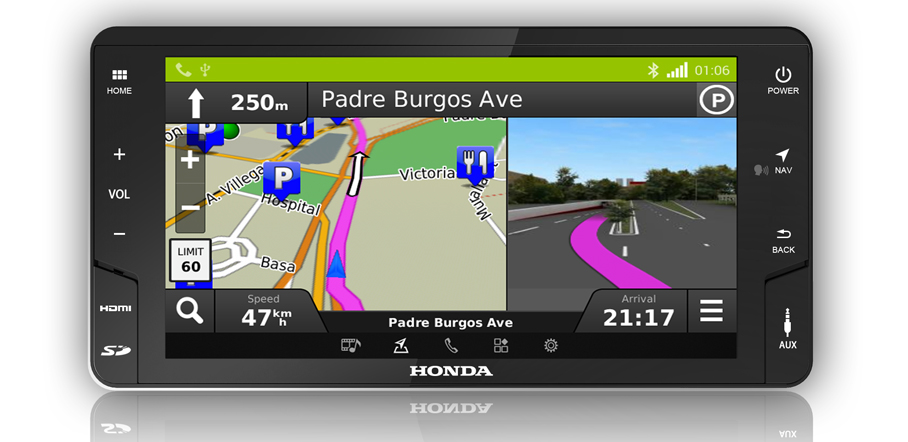 01:06
HOME
POWER
250m
Padre Burgos Ave
P
P
A. Villega
P
Victoria
Hospital
VOL
NAV
LIMIT
60
Basa
BACK
Speed
47 km h
Padre Burgos Ave
Arrival
21:17
HDMI
SD
AUX
HONDA